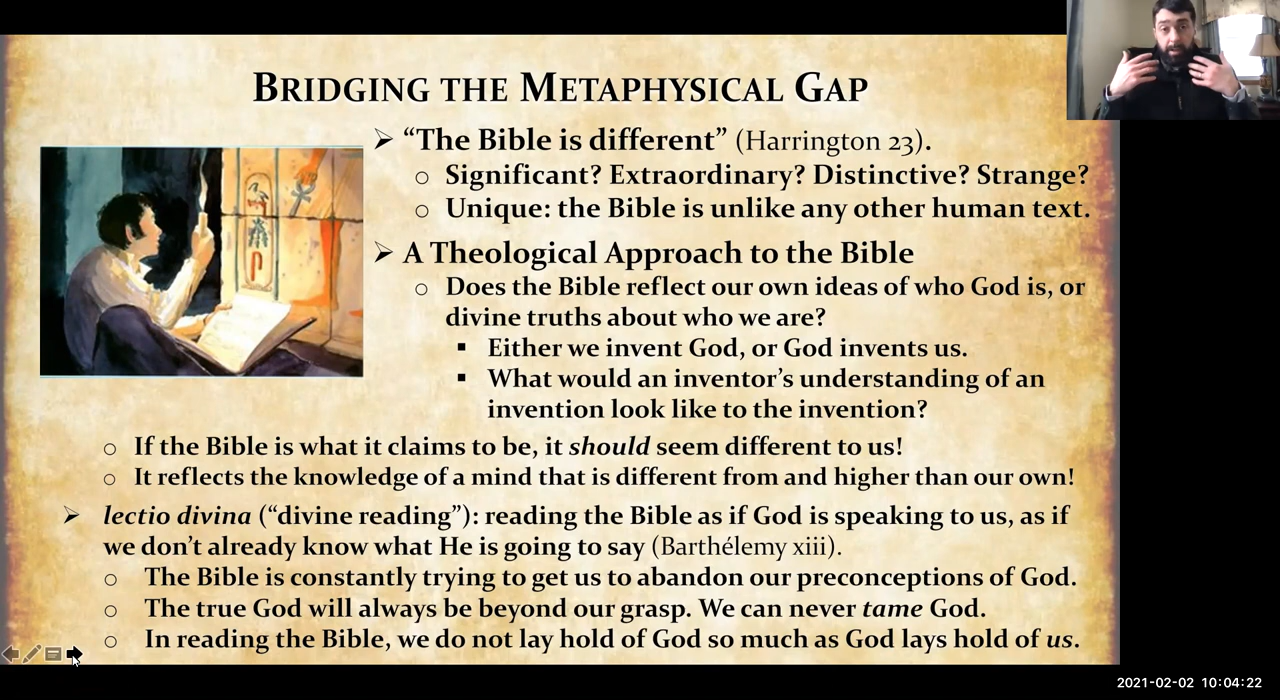 BRIDGING THE METAPHYSICAL GAP
➢ “The Bible is different” (Harrington 23).
○ Significant? Extraordinary? Distinctive? Strange?
○ Unique: the Bible is unlike any other human text.
➢ A Theological Approach to the Bible
○ Does the Bible reflect our own ideas of who God is, or
divine truths about who we are?
▪ Either we invent God, or God invents us.
▪ What would an inventor’s understanding of an
invention look like to the invention?
○ If the Bible is what it claims to be, it should seem different to us!
○ It reflects the knowledge of a mind that is different from and higher than our own!
➢ lectio divina (“divine reading”): reading the Bible as if God is speaking to us, as if
we don’t already know what He is going to say (Barthélemy xiii).
○ The Bible is constantly trying to get us to abandon our preconceptions of God.
○ The true God will always be beyond our grasp. We can never tame God.
○ In reading the Bible, we do not lay hold of God so much as God lays hold of us.
2021-02-02 10:04:22